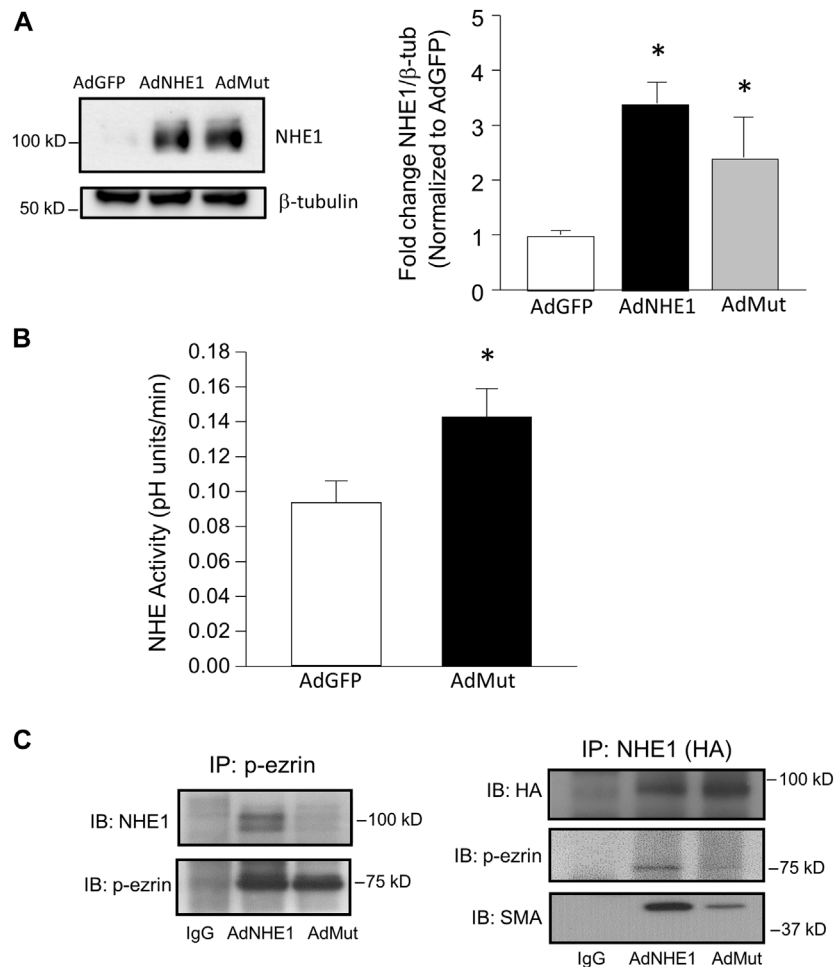 A
AdGFP AdNHE1 AdMut
100 kD
NHE1
50 kD
β-tubulin
Fold change NHE1/β-tub
(Normalized to AdGFP)
5
4
3
2
1
0
*
*
AdGFP AdNHE1 AdMut
B
NHE Activity (pH units/min)
0.18
0.16
0.14
0.12
0.10
0.08
0.06
0.04
0.02
0.00
*
AdGFP AdMut
C
IP: p-ezrin
IB: NHE1
–100 kD
IB: p-ezrin
–75 kD
IgG AdNHE1 AdMut
IP: NHE1 (HA)
IB: HA
–100 kD
IB: p-ezrin
–75 kD
IB: SMA
–37 kD
IgG AdNHE1 AdMut